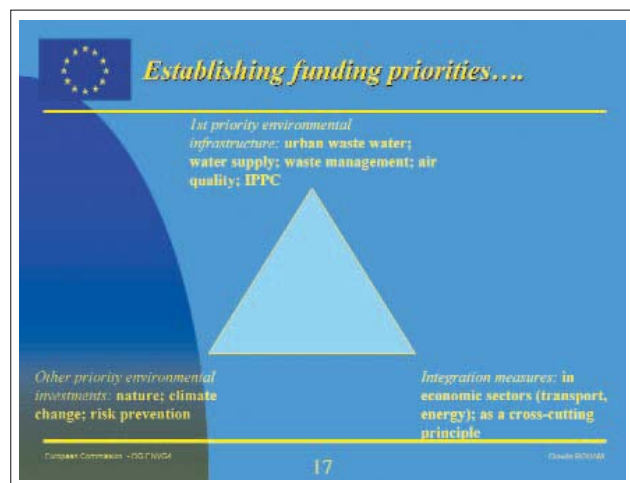 Establishing funding priorities....
1st priority environmental
infrastructure: urban waste water;
water supply; waste management; air
quality; IPPC
Other priority environmental
investments: nature; climate
change; risk prevention
Integration measures: in
economic sectors (transport,
energy); as a cross-cutting
principle
European Commission - DG ENV
17
Claude